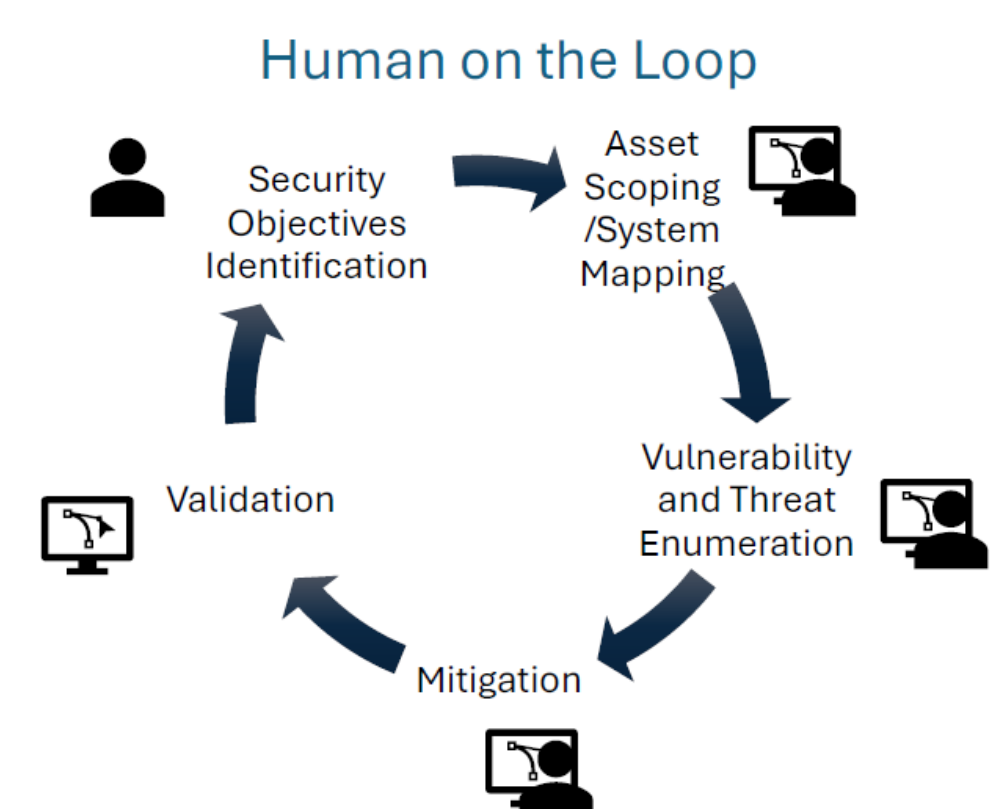 Human on the Loop
Security
Objectives
Identification
Asset
Scoping
/System
Mapping
Vulnerability
and Threat
Enumeration
Mitigation
Validation